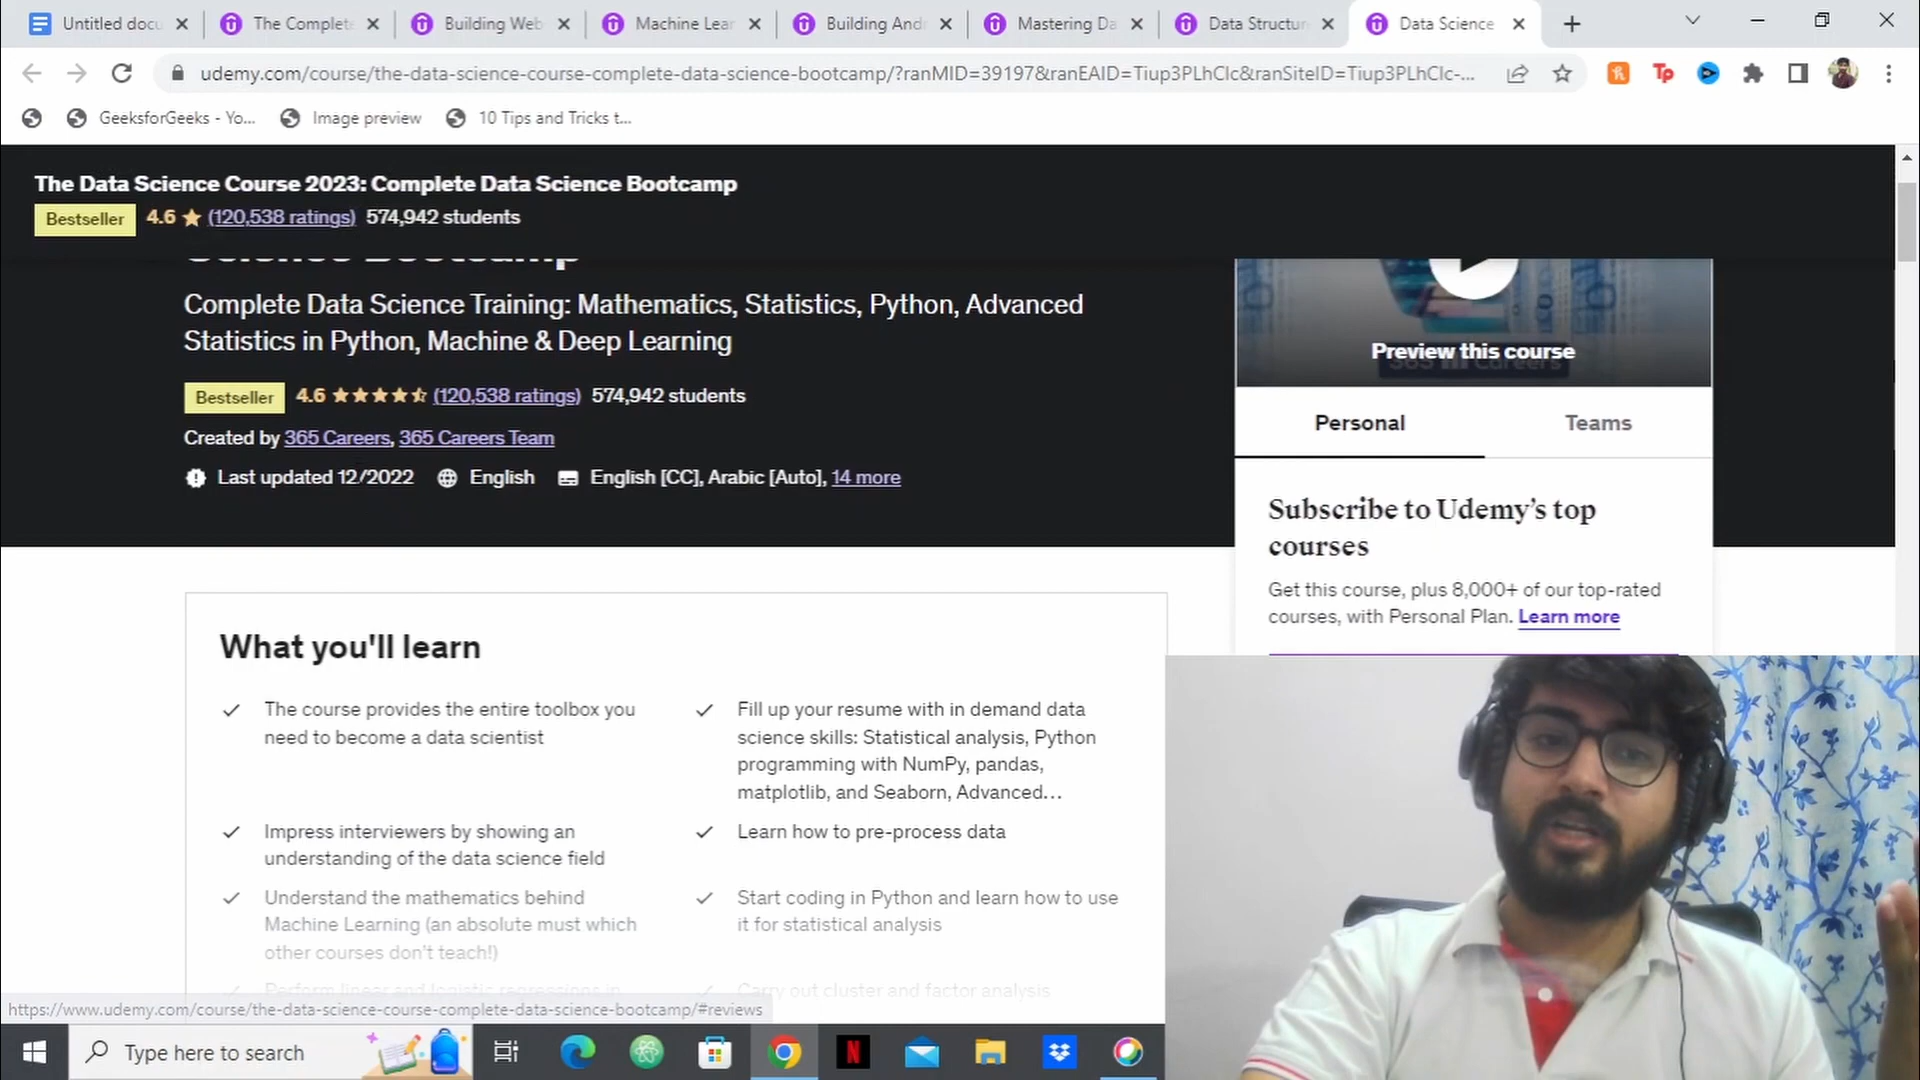 Untitled docu
The Complete
Building Web
Machine Lear
Building And
Mastering Da
Data Structur
Data Science
udemy.com/course/the-data-science-course-complete-data-science-bootcamp/?ranMID=39197&ranEAID=Tiup3PLhClc&ranSiteID=Tiup3PLhClc-...
GeeksforGeeks - Yo...
Image preview
10 Tips and Tricks t...
The Data Science Course 2023: Complete Data Science Bootcamp
Bestseller 4.6 (120,538 ratings) 574,942 students
Science Bootcamp
Complete Data Science Training: Mathematics, Statistics, Python, Advanced
Statistics in Python, Machine & Deep Learning
Bestseller 4.6 (120,538 ratings) 574,942 students
Created by 365 Careers, 365 Careers Team
Last updated 12/2022 English English [CC], Arabic [Auto], 14 more
Preview this course
365 Careers
Personal Teams
Subscribe to Udemy's top
courses
Get this course, plus 8,000+ of our top-rated
courses, with Personal Plan. Learn more
What you'll learn
The course provides the entire toolbox you
need to become a data scientist
Fill up your resume with in demand data
science skills: Statistical analysis, Python
programming with NumPy, pandas,
matplotlib, and Seaborn, Advanced...
Impress interviewers by showing an
understanding of the data science field
Learn how to pre-process data
Understand the mathematics behind
Machine Learning (an absolute must which
other courses don't teach!)
Start coding in Python and learn how to use
it for statistical analysis
Perform linear and logistic regressions in
Carry out cluster and factor analysis
https://www.udemy.com/course/the-data-science-course-complete-data-science-bootcamp/#reviews
Type here to search